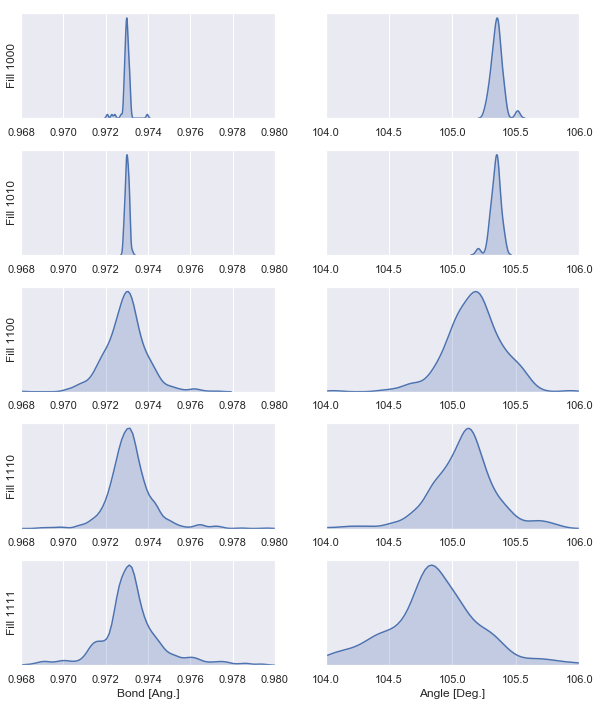 Fill 1000
0.968 0.970 0.972 0.974 0.976 0.978 0.980 104.0 104.5 105.0 105.5 106.0
Fill 1010
0.968 0.970 0.972 0.974 0.976 0.978 0.980 104.0 104.5 105.0 105.5 106.0
Fill 1100
0.968 0.970 0.972 0.974 0.976 0.978 0.980 104.0 104.5 105.0 105.5 106.0
Fill 1110
0.968 0.970 0.972 0.974 0.976 0.978 0.980 104.0 104.5 105.0 105.5 106.0
Fill 1111
0.968 0.970 0.972 0.974 0.976 0.978 0.980 104.0 104.5 105.0 105.5 106.0
Bond [Ang.] Angle [Deg.]